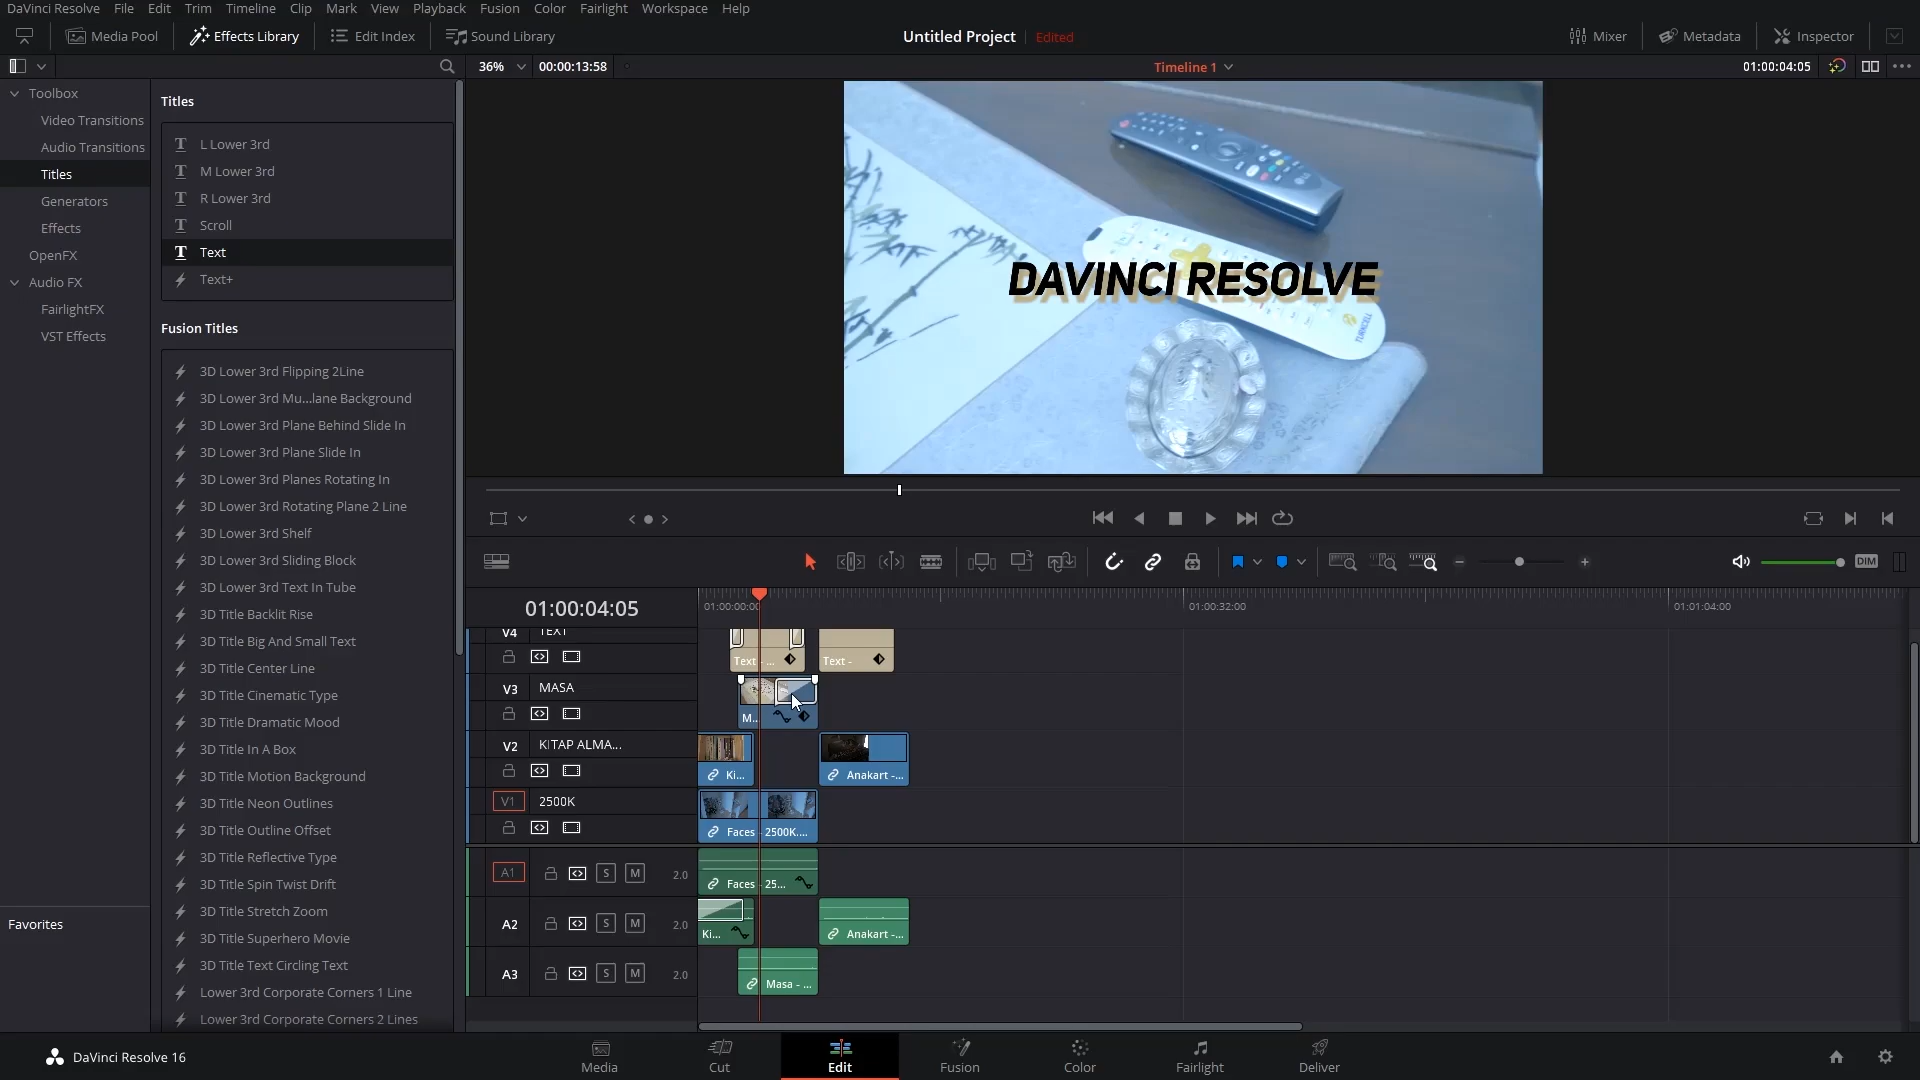 DaVinci Resolve File Edit Trim Timeline Clip Mark View Playback Fusion Color Fairlight Workspace Help
Media Pool Effects Library Edit Index Sound Library Untitled Project Edited Mixer Metadata Inspector
36% 00:00:13:58 Timeline 1 01:00:04:05
Toolbox
Video Transitions
Audio Transitions
Titles
Generators
Effects
OpenFX
Audio FX
FairlightFX
VST Effects
Favorites
Titles
L Lower 3rd
M Lower 3rd
R Lower 3rd
Scroll
Text
Text+
Fusion Titles
3D Lower 3rd Flipping 2Line
3D Lower 3rd Mu...lane Background
3D Lower 3rd Plane Behind Slide In
3D Lower 3rd Plane Slide In
3D Lower 3rd Planes Rotating In
3D Lower 3rd Rotating Plane 2 Line
3D Lower 3rd Shelf
3D Lower 3rd Sliding Block
3D Lower 3rd Text In Tube
3D Title Backlit Rise
3D Title Big And Small Text
3D Title Center Line
3D Title Cinematic Type
3D Title Dramatic Mood
3D Title In A Box
3D Title Motion Background
3D Title Neon Outlines
3D Title Outline Offset
3D Title Reflective Type
3D Title Spin Twist Drift
3D Title Stretch Zoom
3D Title Superhero Movie
3D Title Text Circling Text
Lower 3rd Corporate Corners 1 Line
Lower 3rd Corporate Corners 2 Lines
DAVINCI RESOLVE
DIM
01:00:04:05 01:00:00:00 01:00:32:00 01:01:04:00
V4 TEXT
Text - ... Text -
V3 MASA
M...
V2 KITAP ALMA...
Ki... Anakart -...
V1 2500K
Faces - 2500K....
A1 S M 2.0
Faces - 25...
A2 S M 2.0
Ki... Anakart -...
A3 S M 2.0
Masa - ...
DaVinci Resolve 16 Media Cut Edit Fusion Color Fairlight Deliver